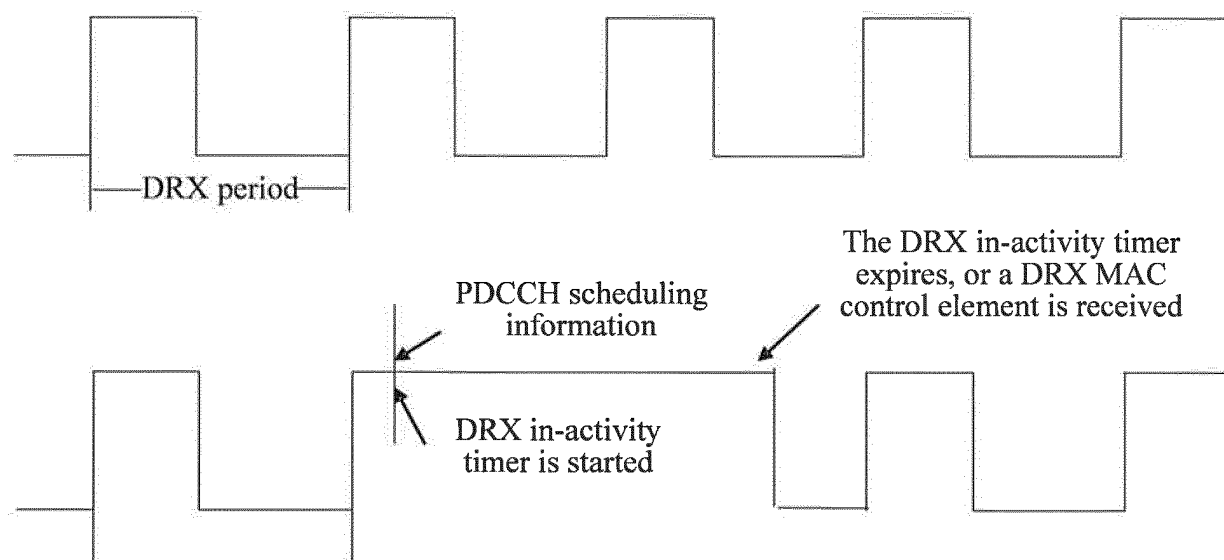 DRX period
The DRX in-activity timer
expires, or a DRX MAC
control element is received
PDCCH scheduling
information
DRX in-activity
timer is started